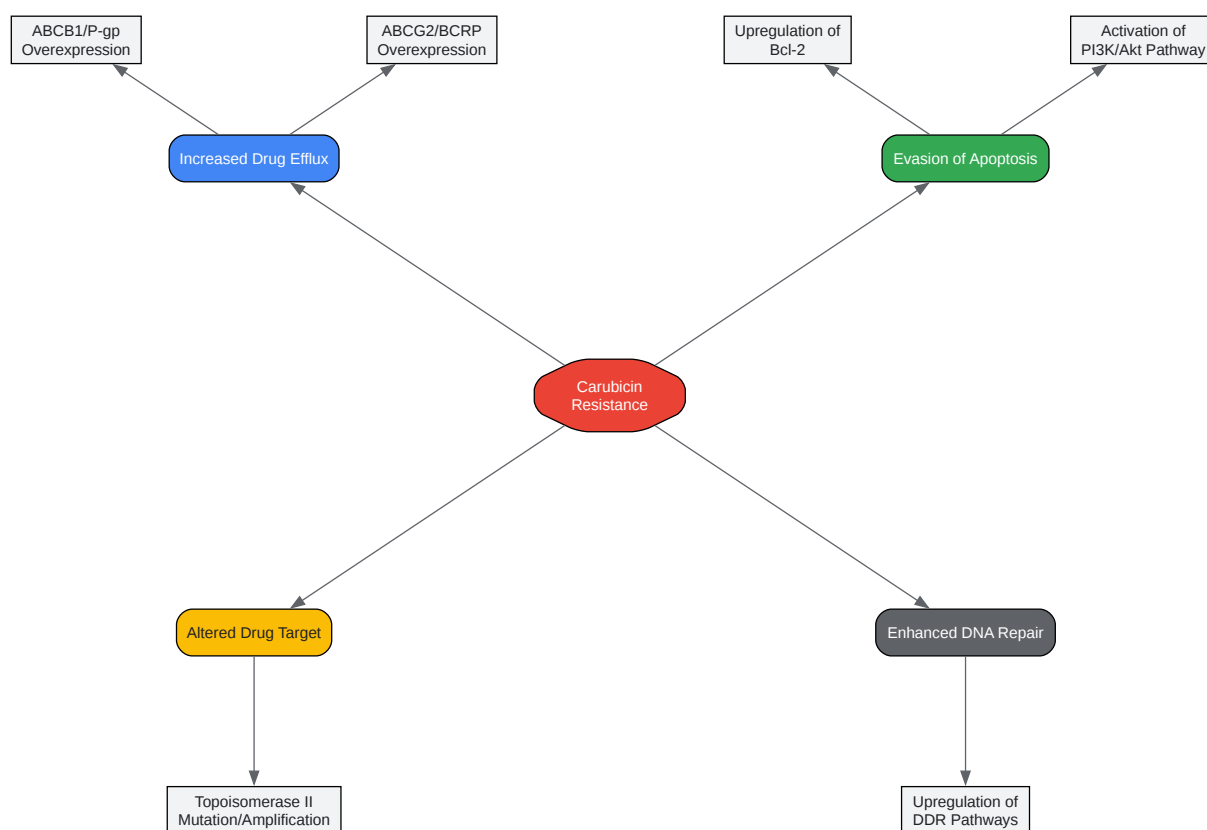 ABCB1/P-gp
Overexpression
ABCG2/BCRP
Overexpression
Upregulation of
Bcl-2
Activation of
PI3K/Akt Pathway
Increased Drug Efflux
Evasion of Apoptosis
Carubicin
Resistance
Altered Drug Target
Enhanced DNA Repair
Topoisomerase II
Mutation/Amplification
Upregulation of
DDR Pathways